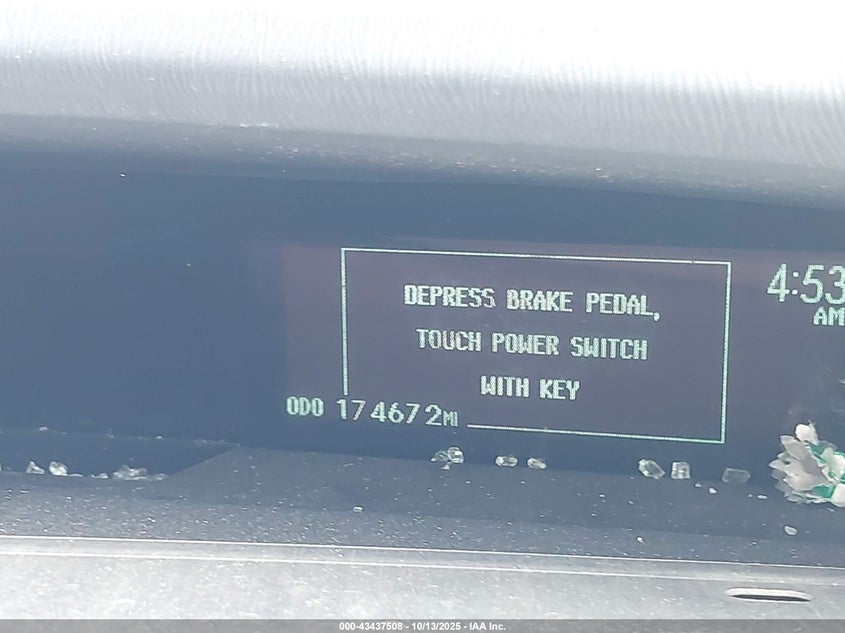 4:53
AM
DEPRESS BRAKE PEDAL,
TOUCH POWER SWITCH
WITH KEY
ODO 174672MI
000-43437508 - 10/13/2025 - IAA Inc.